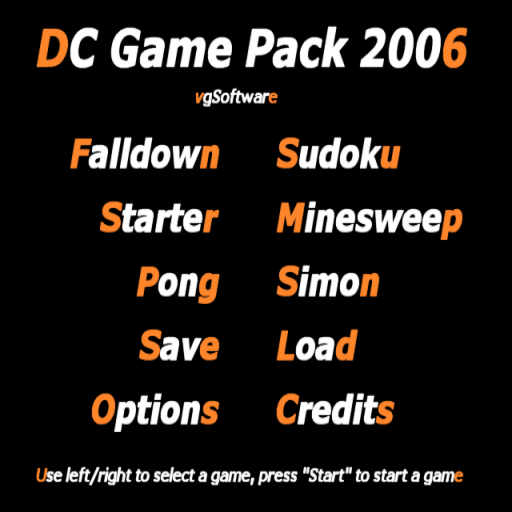 DC Game Pack 2006
vgSoftware
Falldown Sudoku
Starter Minesweep
Pong Simon
Save Load
Options Credits
Use left/right to select a game, press "Start" to start a game